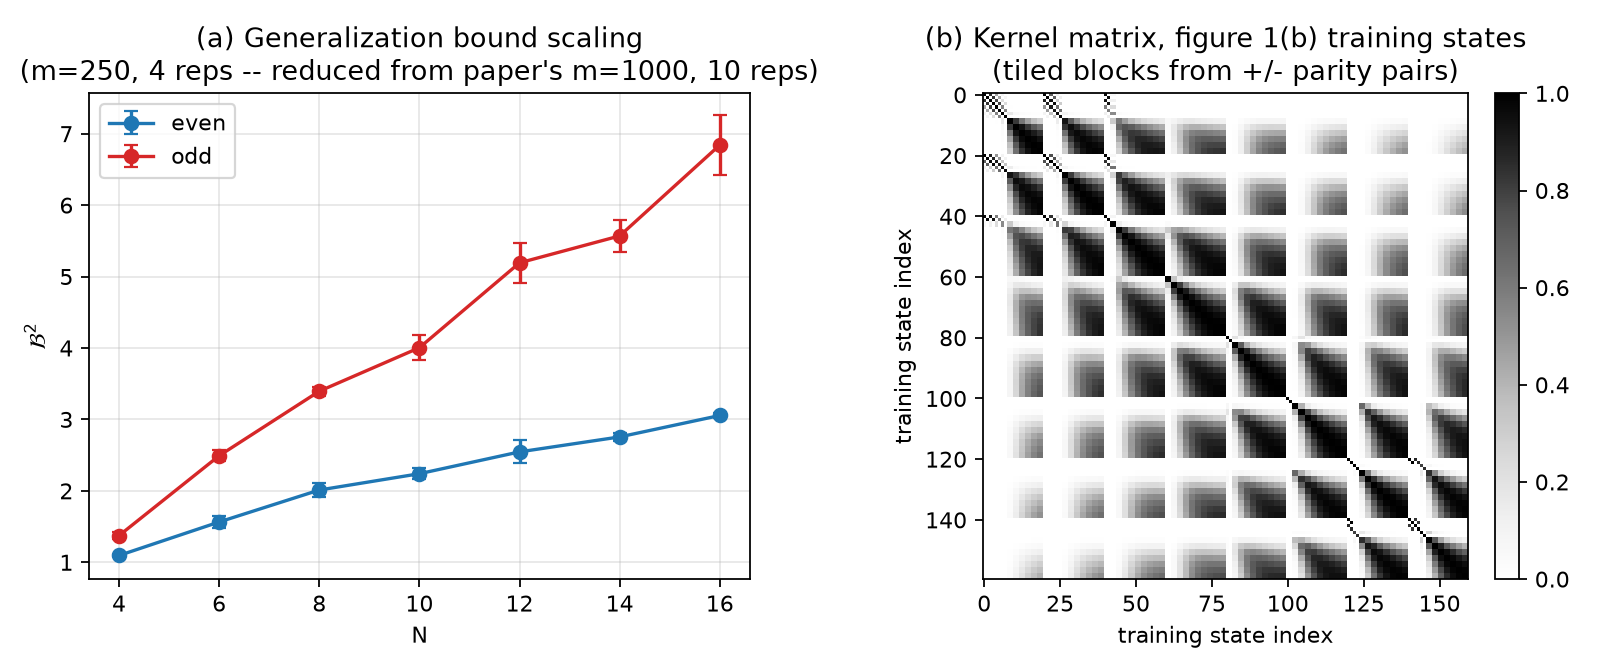 (a) Generalization bound scaling
(m=250, 4 reps -- reduced from paper's m=1000, 10 reps)
even
odd
7
6
5
4
3
2
1
𝓑²
4 6 8 10 12 14 16
N
(b) Kernel matrix, figure 1(b) training states
(tiled blocks from +/- parity pairs)
0
20
40
60
80
100
120
140
training state index
0 25 50 75 100 125 150
training state index
1.0
0.8
0.6
0.4
0.2
0.0